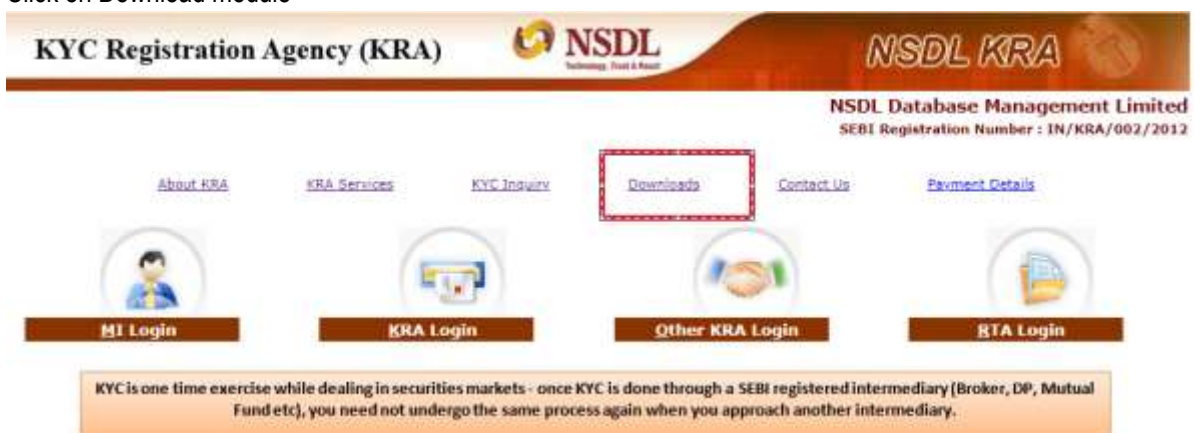 Click on Download module
KYC Registration Agency (KRA)
NSDL
Technology, Trust & Reach
NSDL KRA
NSDL Database Management Limited
SEBI Registration Number : IN/KRA/002/2012
About KRA KRA Services KYC Inquiry Downloads Contact Us Payment Details
MI Login KRA Login Other KRA Login RTA Login
KYC is one time exercise while dealing in securities markets - once KYC is done through a SEBI registered intermediary (Broker, DP, Mutual
Fund etc), you need not undergo the same process again when you approach another intermediary.